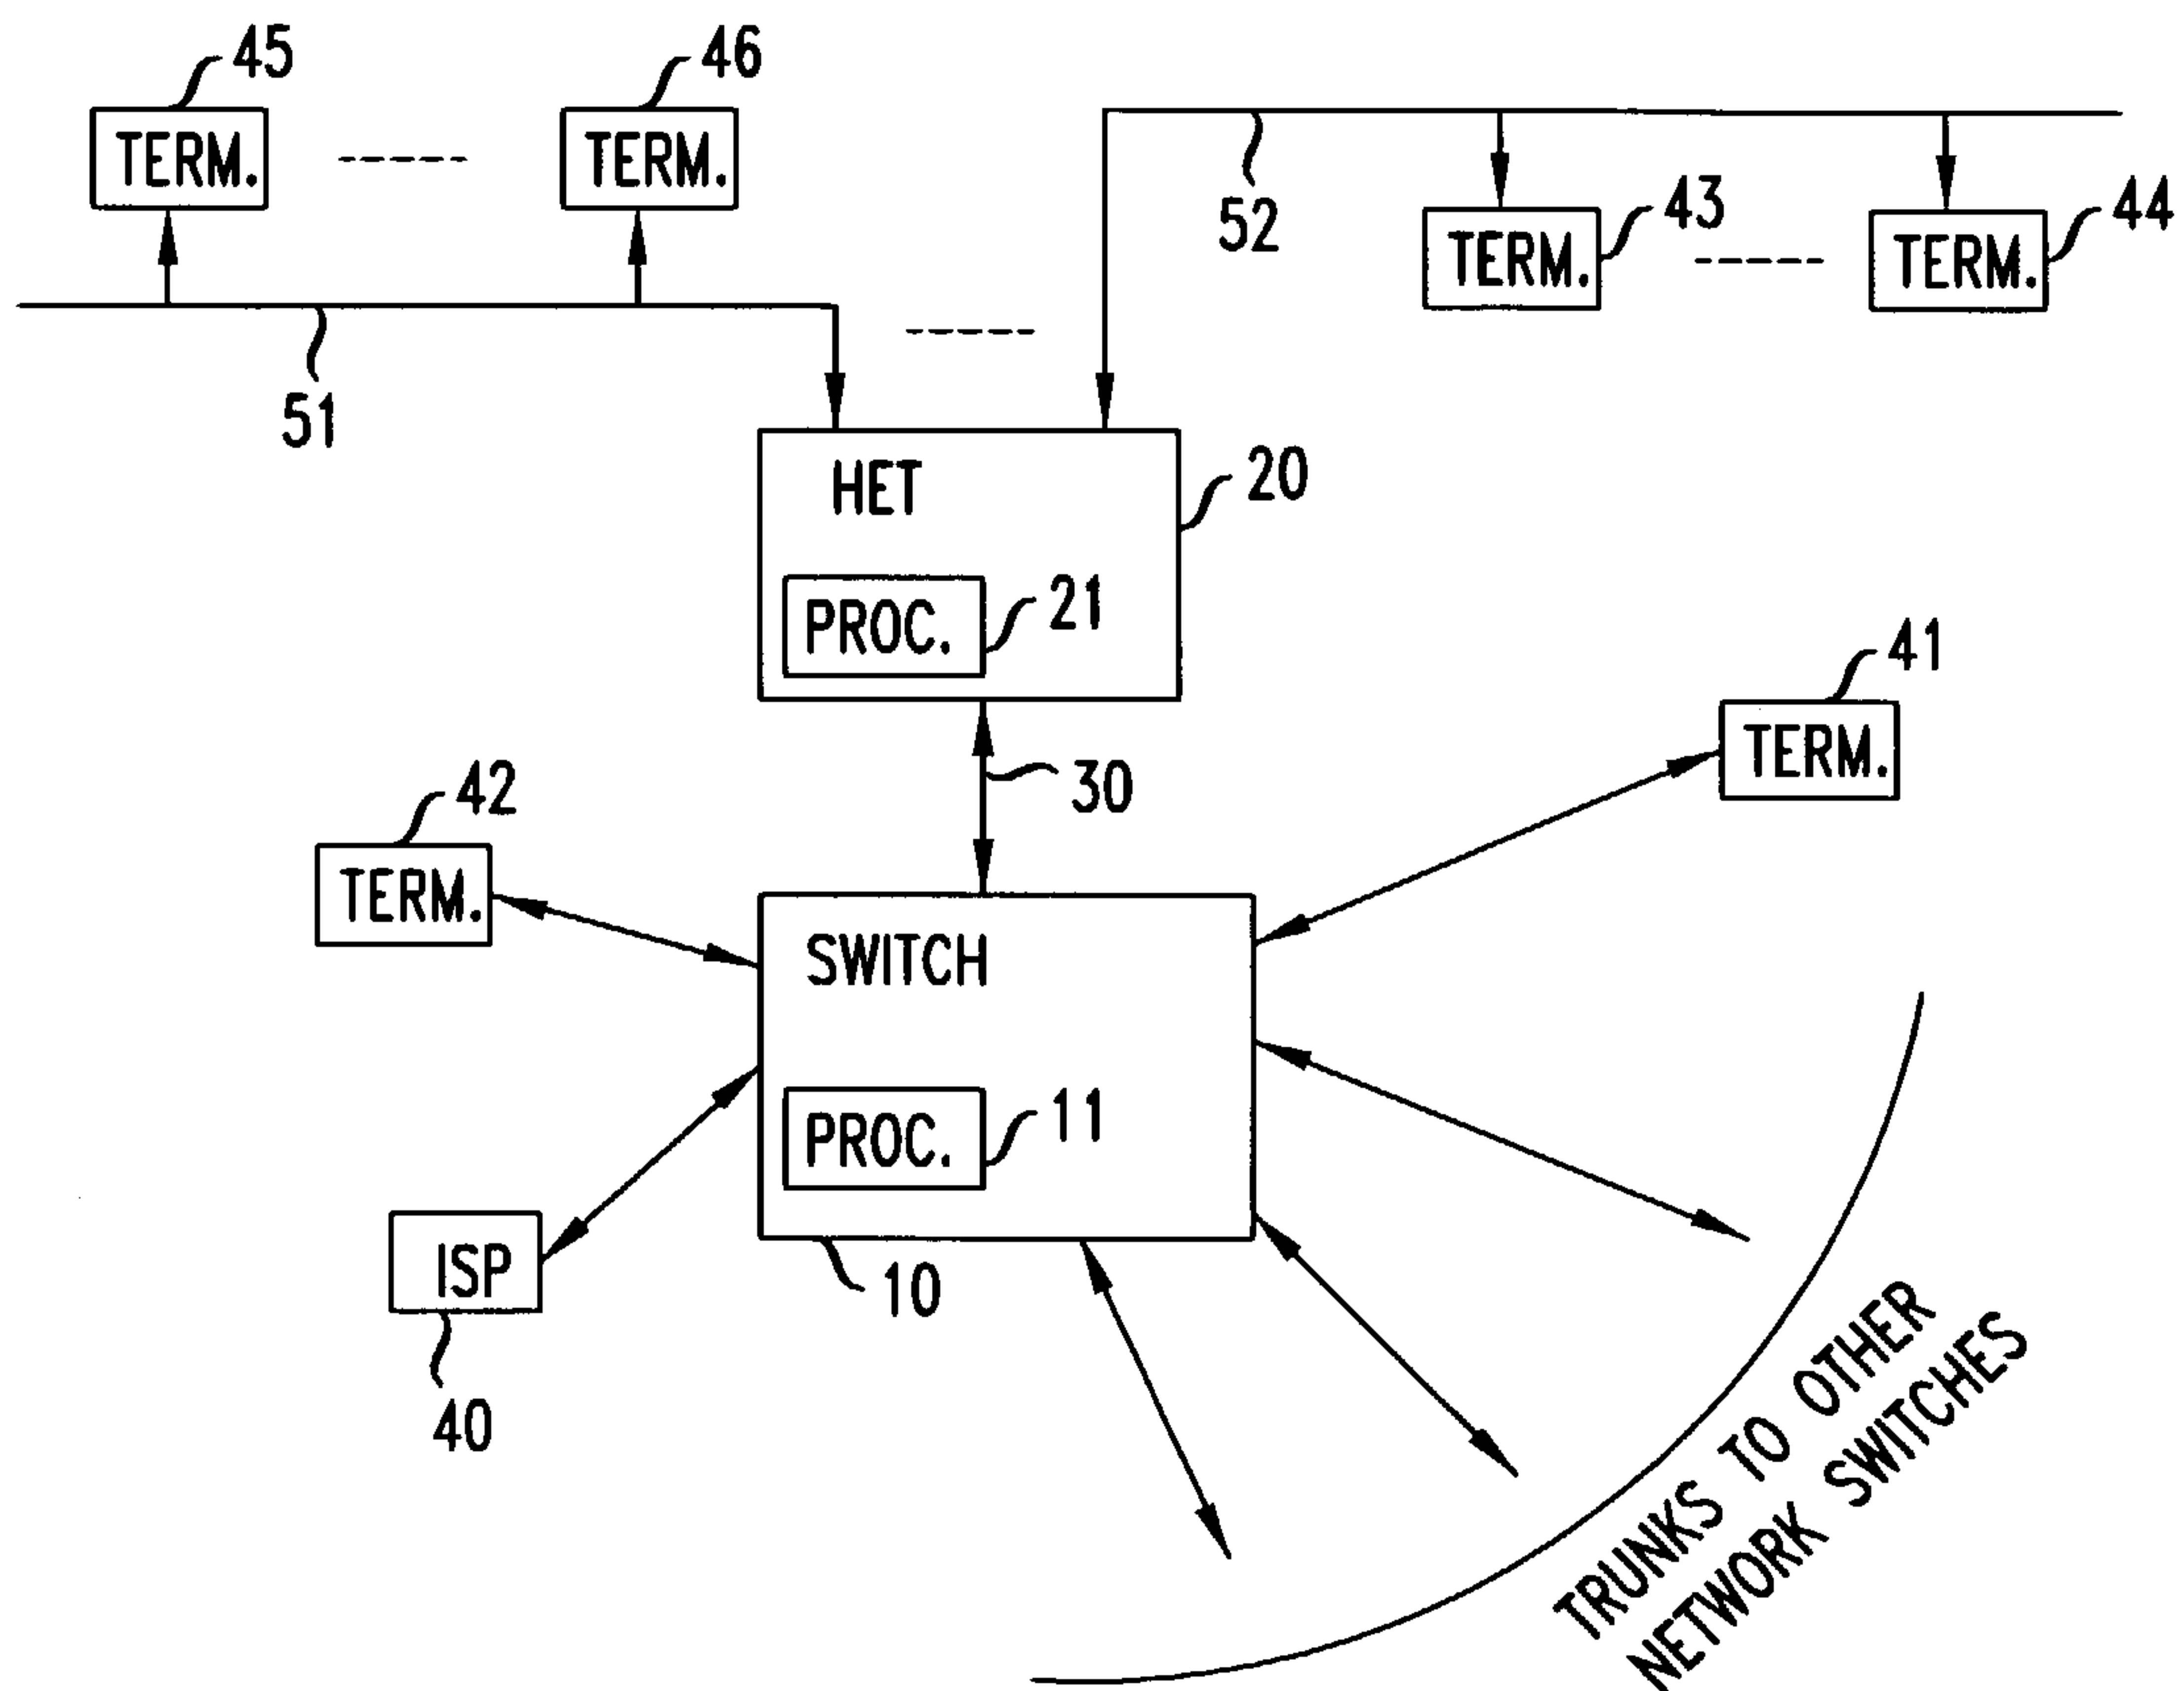 45
46
TERM.
TERM.
52
43
44
TERM.
TERM.
51
HET
20
PROC.
21
41
TERM.
30
42
TERM.
SWITCH
PROC.
11
ISP
10
40
TRUNKS TO OTHER
NETWORK SWITCHES